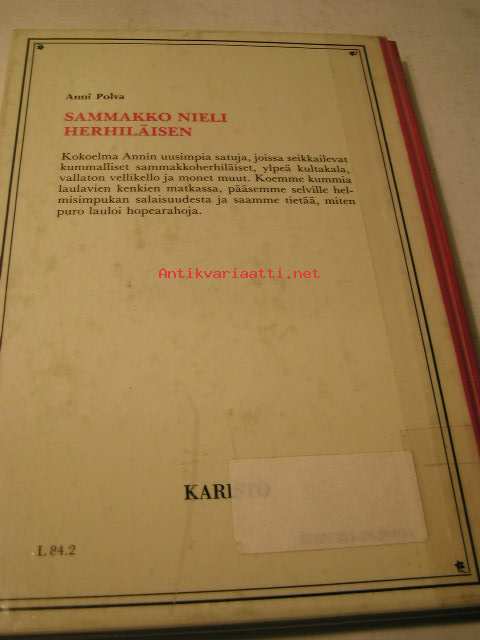 Anni Polva
SAMMAKKO NIELI
HERHILÄISEN
Kokoelma Annin uusimpia satuja, joissa seikkailevat
kummalliset sammakkoherhiläiset, ylpeä kultakala,
vallaton vellikello ja monet muut. Koemme kummia
laulavien kenkien matkassa, pääsemme selville hel-
misimpukan salaisuudesta ja saamme tietää, miten
puro lauloi hopearahoja.
Antikvariaatti.net
KARISTO
L 84.2